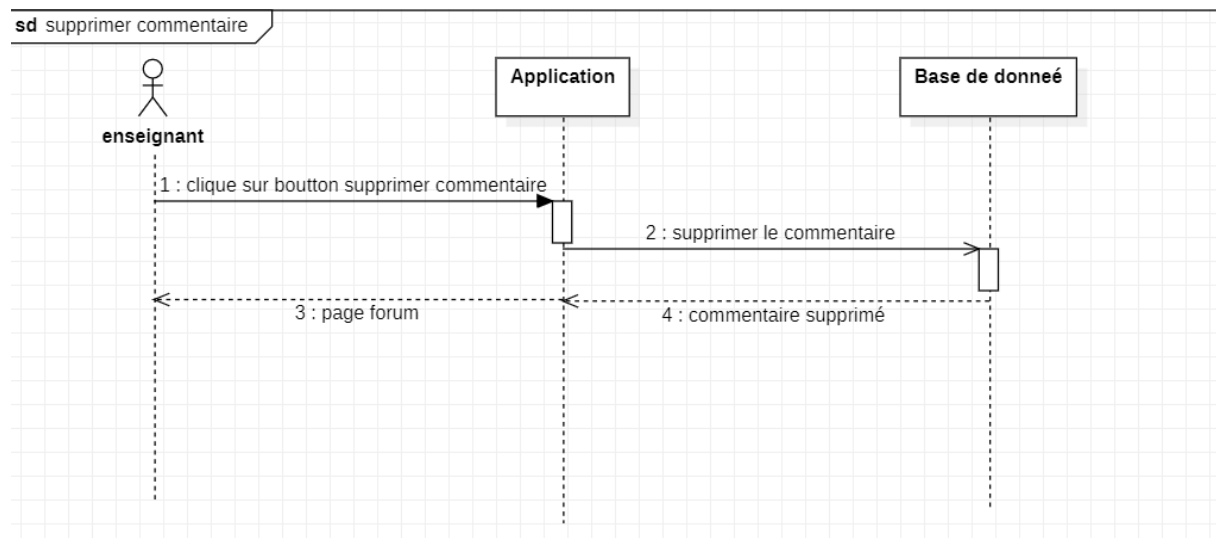 sd supprimer commentaire
Application
Base de donneé
enseignant
1 : clique sur boutton supprimer commentaire
2 : supprimer le commentaire
3 : page forum
4 : commentaire supprimé